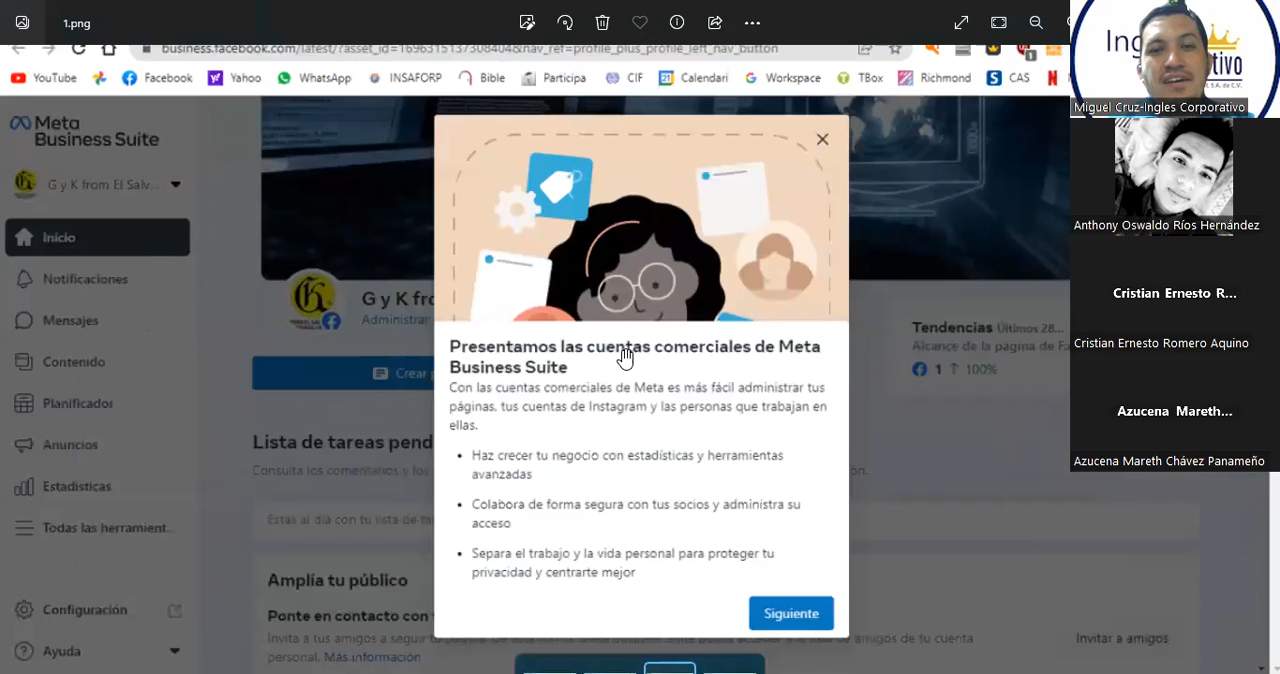 1.png
business.facebook.com/latest/?asset_id=1696315137308404&nav_ref=profile_plus_profile_left_nav_button
YouTube
Facebook
Yahoo
WhatsApp
INSAFORP
Bible
Participa
CIF
Calendari
Workspace
TBox
Richmond
CAS
Meta
Business Suite
G y K from El Salv...
Inicio
Notificaciones
Mensajes
Contenido
Planificador
Anuncios
Estadísticas
Todas las herramient...
Configuración
Ayuda
G y K fro
Administrar
Crear p
Lista de tareas pend
Consulta los comentarios y los
Estás al día con tu lista de tar
Amplía tu público
Ponte en contacto con
Invita a tus amigos a seguir tu
personal. Más información
Presentamos las cuentas comerciales de Meta
Business Suite
Con las cuentas comerciales de Meta es más fácil administrar tus
páginas, tus cuentas de Instagram y las personas que trabajan en
ellas.
• Haz crecer tu negocio con estadísticas y herramientas
avanzadas
• Colabora de forma segura con tus socios y administra su
acceso
• Separa el trabajo y la vida personal para proteger tu
privacidad y centrarte mejor
Siguiente
Tendencias Últimos 28...
Alcance de la página de Fa
1 ↑ 100%
Invitar a amigos
Miguel Cruz-Ingles Corporativo
Anthony Oswaldo Ríos Hernández
Cristian Ernesto R...
Cristian Ernesto Romero Aquino
Azucena Mareth...
Azucena Mareth Chávez Panameño